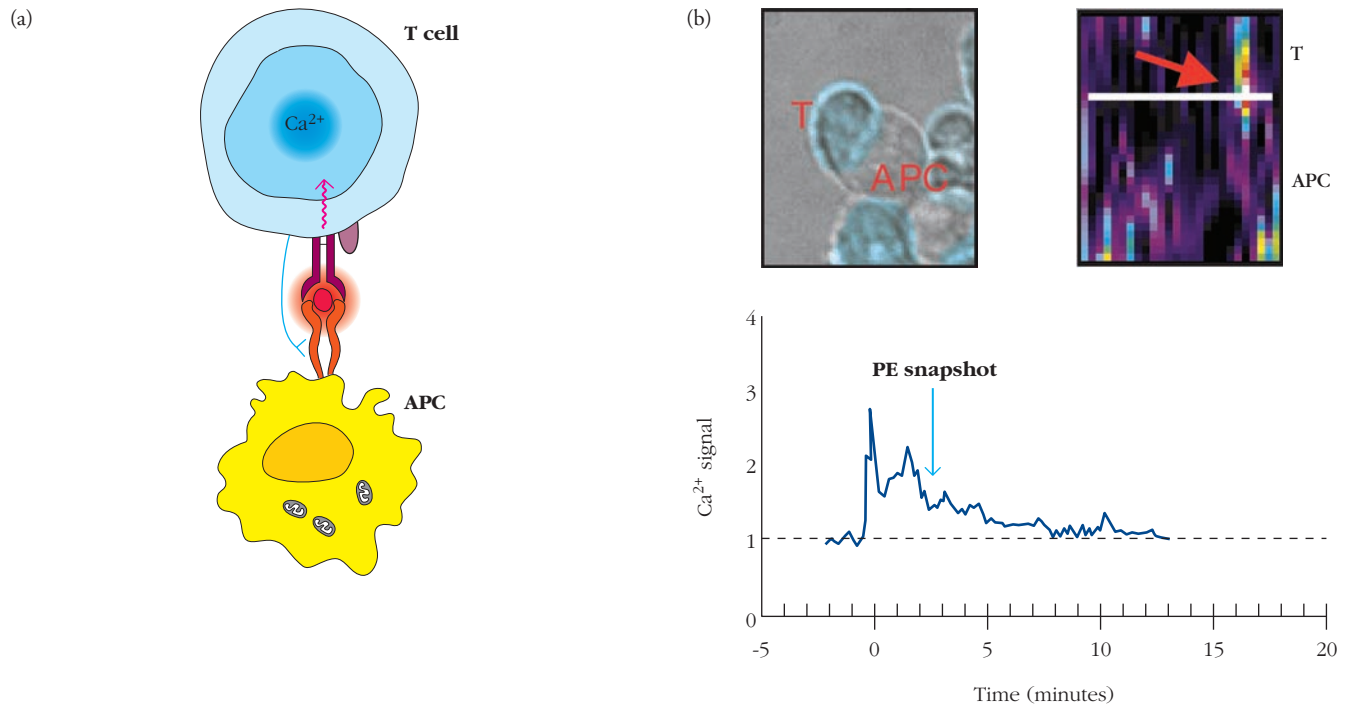 (a)
T cell
Ca²⁺
APC
(b)
T
APC
T
APC
4
3
2
1
0
Ca²⁺ signal
PE snapshot
-5 0 5 10 15 20
Time (minutes)